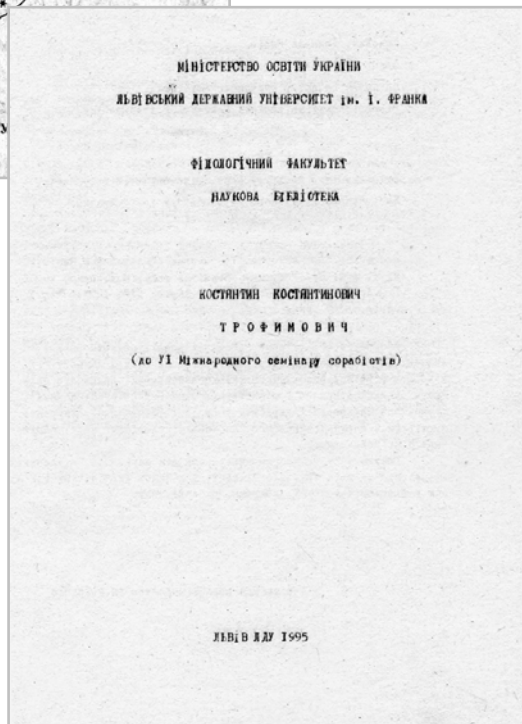 МІНІСТЕРСТВО ОСВІТИ УКРАЇНИ
ЛЬВІВСЬКИЙ ДЕРЖАВНИЙ УНІВЕРСИТЕТ ім. І. ФРАНКА
ФІЛОЛОГІЧНИЙ ФАКУЛЬТЕТ
НАУКОВА БІБЛІОТЕКА
КОСТЯНТИН КОСТЯНТИНОВИЧ
ТРОФИМОВИЧ
(до УІ Міжнародного семінару сорабістів)
ЛЬВІВ ЛДУ 1995